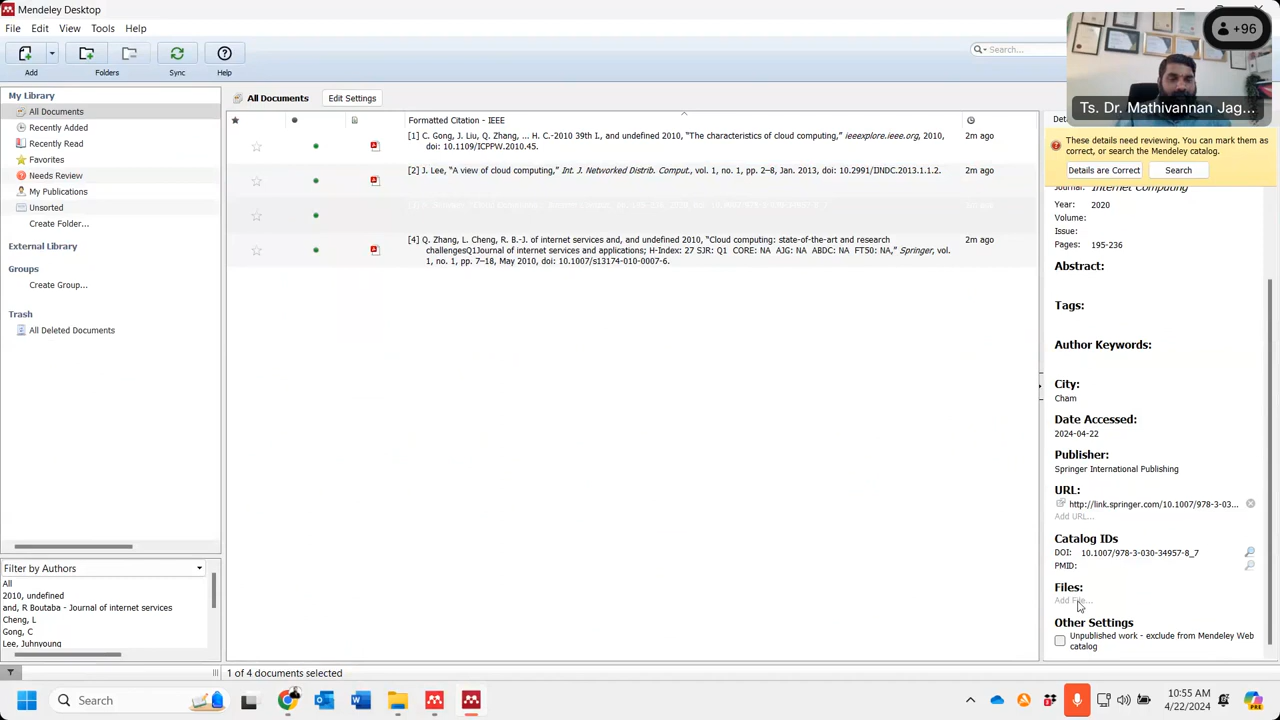 Mendeley Desktop
File Edit View Tools Help
+96
Ts. Dr. Mathivannan Jag...
Search...
Add Folders Sync Help
My Library
All Documents
Recently Added
Recently Read
Favorites
Needs Review
My Publications
Unsorted
Create Folder...
External Library
Groups
Create Group...
Trash
All Deleted Documents
Filter by Authors
All
2010, undefined
and, R Boutaba - Journal of internet services
Cheng, L
Gong, C
Lee, Juhnyoung
All Documents Edit Settings
Formatted Citation - IEEE
[1] C. Gong, J. Liu, Q. Zhang, ... H. C.-2010 39th I., and undefined 2010, "The characteristics of cloud computing," ieeexplore.ieee.org, 2010, 2m ago
doi: 10.1109/ICPPW.2010.45.
[2] J. Lee, "A view of cloud computing," Int. J. Networked Distrib. Comput., vol. 1, no. 1, pp. 2–8, Jan. 2013, doi: 10.2991/IJNDC.2013.1.1.2. 2m ago
[4] Q. Zhang, L. Cheng, R. B.-J. of internet services and, and undefined 2010, "Cloud computing: state-of-the-art and research 2m ago
challengesQ1Journal of internet services and applications; H-Index: 27 SJR: Q1 CORE: NA AJG: NA ABDC: NA FT50: NA," Springer, vol.
1, no. 1, pp. 7–18, May 2010, doi: 10.1007/s13174-010-0007-6.
1 of 4 documents selected
These details need reviewing. You can mark them as
correct, or search the Mendeley catalog.
Details are Correct Search
Journal: Internet Computing
Year: 2020
Volume:
Issue:
Pages: 195-236
Abstract:
Tags:
Author Keywords:
City:
Cham
Date Accessed:
2024-04-22
Publisher:
Springer International Publishing
URL:
http://link.springer.com/10.1007/978-3-03...
Add URL...
Catalog IDs
DOI: 10.1007/978-3-030-34957-8_7
PMID:
Files:
Add File...
Other Settings
Unpublished work - exclude from Mendeley Web
catalog
Search
10:55 AM
4/22/2024